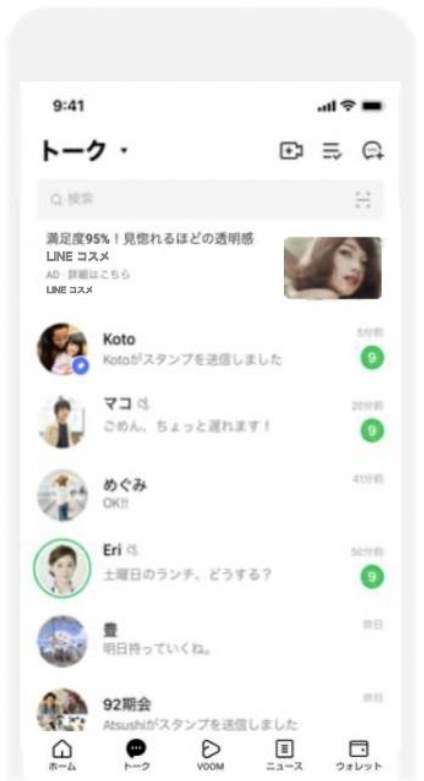 9:41
トーク
検索
満足度95%！見惚れるほどの透明感
LINE コスメ
AD · 詳細はこちら
LINE コスメ
Koto
5分前
Kotoがスタンプを送信しました
9
マコ
20分前
ごめん、ちょっと遅れます！
9
めぐみ
41分前
OK!!
Eri
50分前
土曜日のランチ、どうする？
9
豊
昨日
明日持っていくね。
92期会
昨日
Atsushiがスタンプを送信しました
ホーム
トーク
VOOM
ニュース
ウォレット